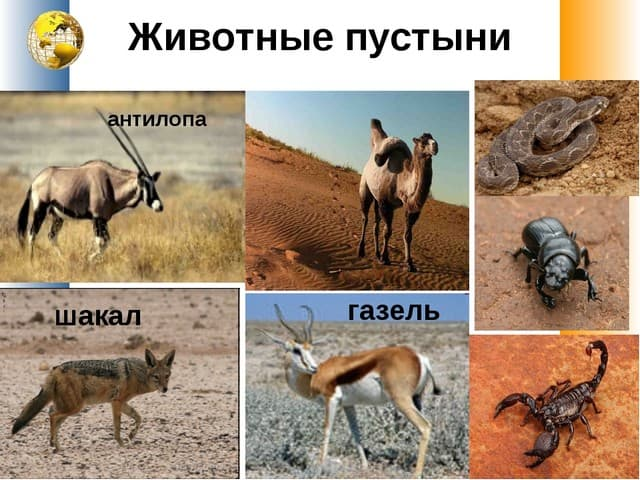 Животные пустыни
антилопа
шакал
газель